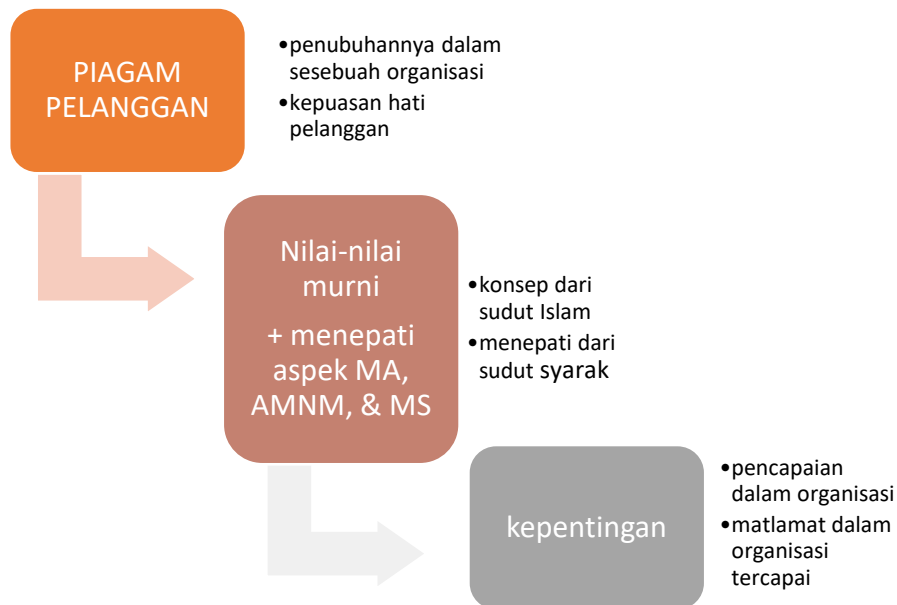 PIAGAM
PELANGGAN
•penubuhannya dalam
sesebuah organisasi
•kepuasan hati
pelanggan
Nilai-nilai
murni
+ menepati
aspek MA,
AMNM, & MS
•konsep dari
sudut Islam
•menepati dari
sudut syarak
kepentingan
•pencapaian
dalam organisasi
•matlamat dalam
organisasi
tercapai